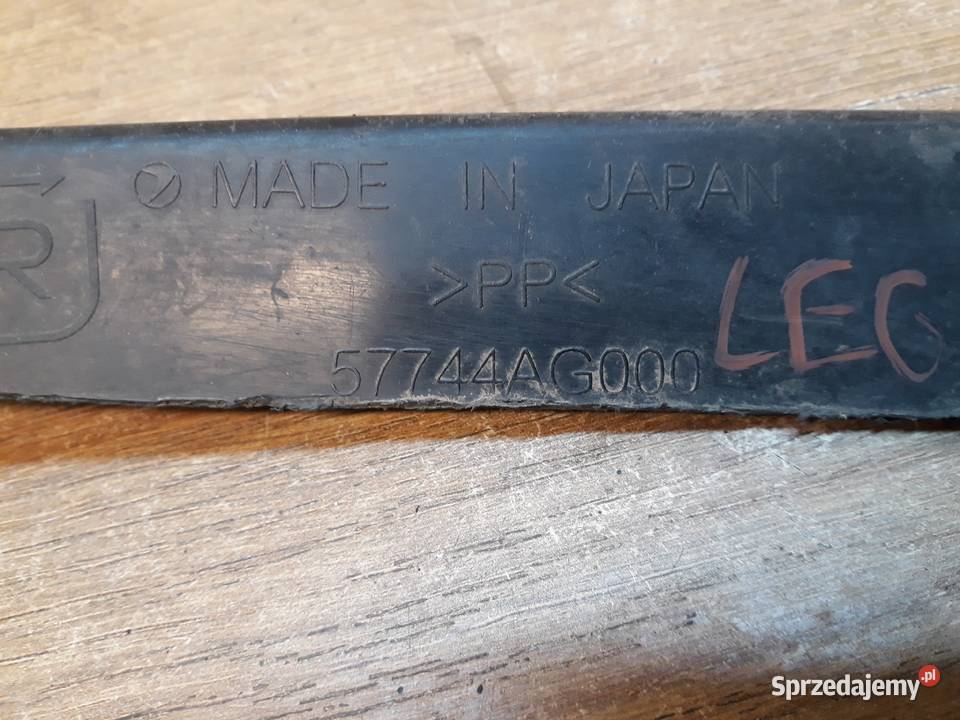 MADE IN JAPAN
R
>PP<
57744AG000
LEG
Sprzedajemy.pl